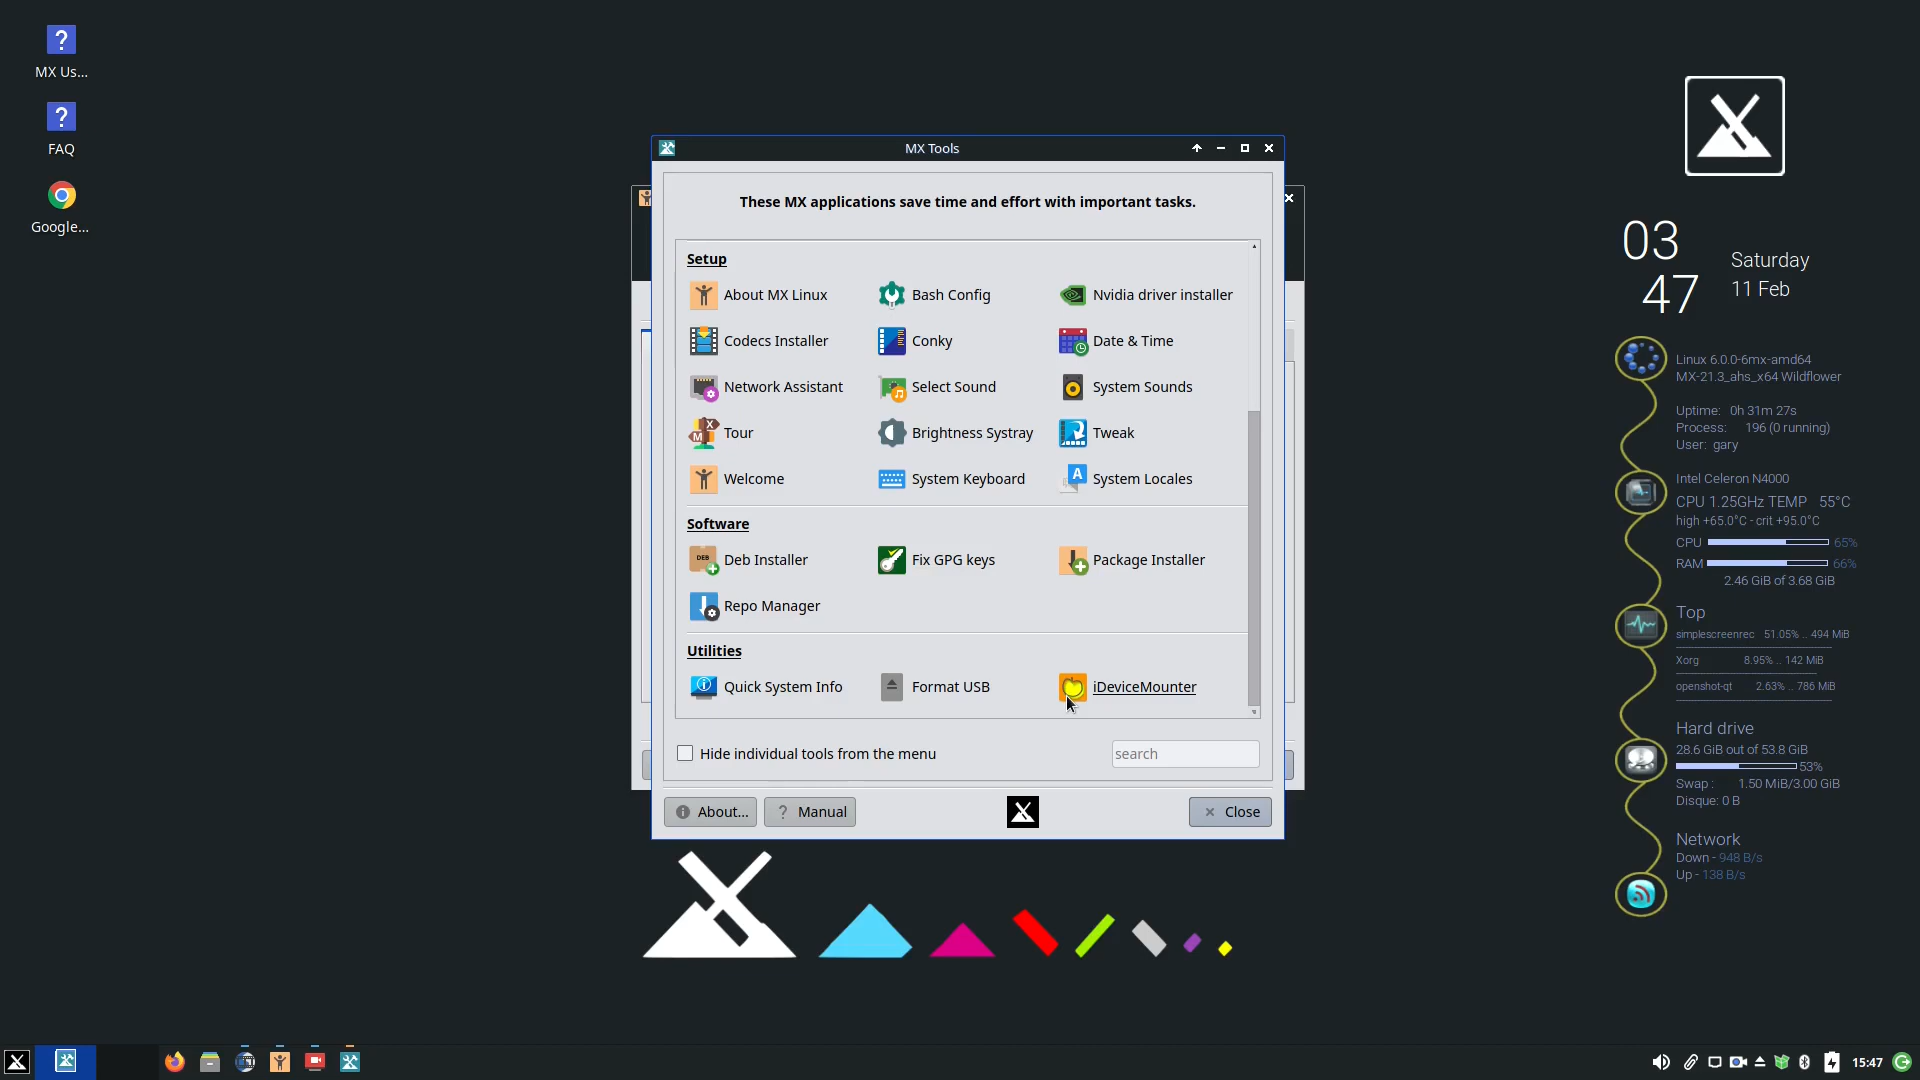 MX Us...
FAQ
Google...
MX Tools
These MX applications save time and effort with important tasks.
Setup
About MX Linux
Bash Config
Nvidia driver installer
Codecs Installer
Conky
Date & Time
Network Assistant
Select Sound
System Sounds
Tour
Brightness Systray
Tweak
Welcome
System Keyboard
System Locales
Software
Deb Installer
Fix GPG keys
Package Installer
Repo Manager
Utilities
Quick System Info
Format USB
iDeviceMounter
Hide individual tools from the menu
search
About...
? Manual
Close
03
47
Saturday
11 Feb
Linux 6.0.0-6mx-amd64
MX-21.3_ahs_x64 Wildflower
Uptime: 0h 31m 27s
Process: 196 (0 running)
User: gary
Intel Celeron N4000
CPU 1.25GHz TEMP 55°C
high +65.0°C - crit +95.0°C
CPU 65%
RAM 66%
2.46 GiB of 3.68 GiB
Top
simplescreenrec 51.05% .. 494 MiB
Xorg 8.95% .. 142 MiB
openshot-qt 2.63% .. 786 MiB
Hard drive
28.6 GiB out of 53.8 GiB
53%
Swap : 1.50 MiB/3.00 GiB
Disque: 0 B
Network
Down - 948 B/s
Up - 138 B/s
15:47